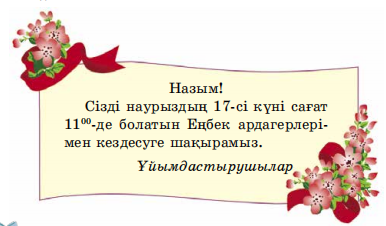 Назым!
Сізді наурыздың 17-сі күні сағат
11⁰⁰-де болатын Еңбек ардагерлері-
мен кездесуге шақырамыз.
Ұйымдастырушылар